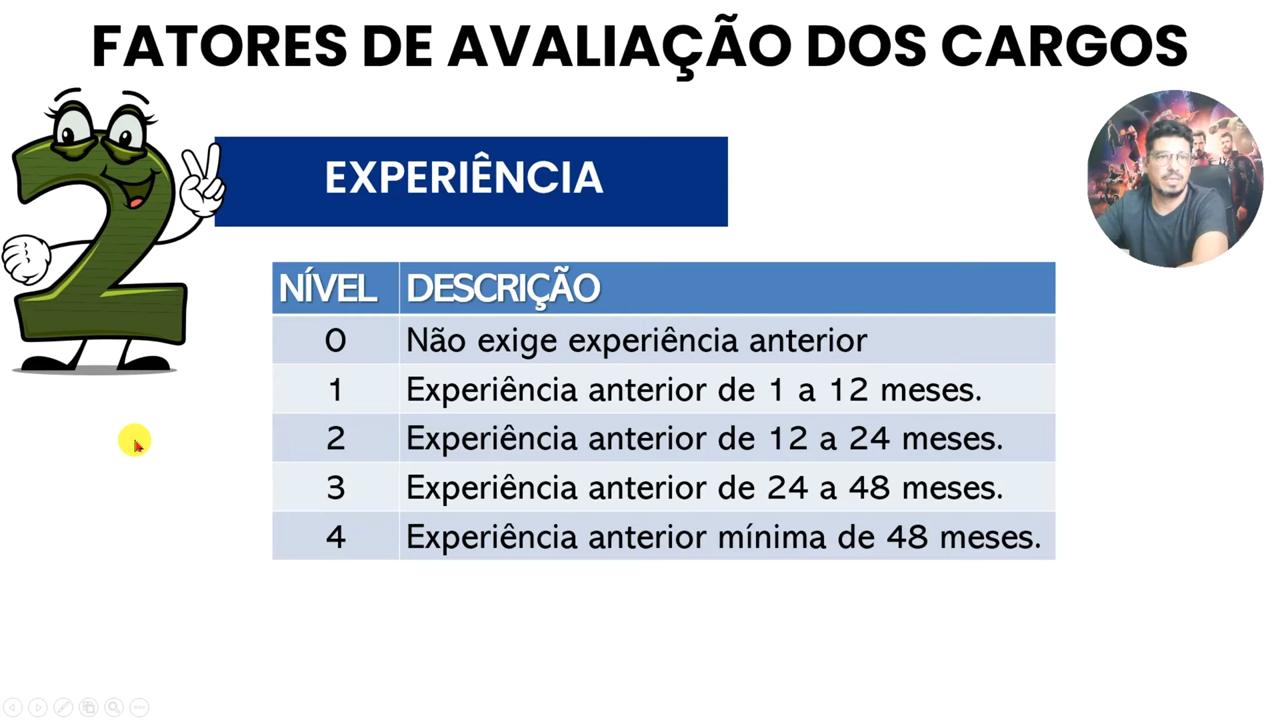 FATORES DE AVALIAÇÃO DOS CARGOS
EXPERIÊNCIA
NÍVEL DESCRIÇÃO
0 Não exige experiência anterior
1 Experiência anterior de 1 a 12 meses.
2 Experiência anterior de 12 a 24 meses.
3 Experiência anterior de 24 a 48 meses.
4 Experiência anterior mínima de 48 meses.